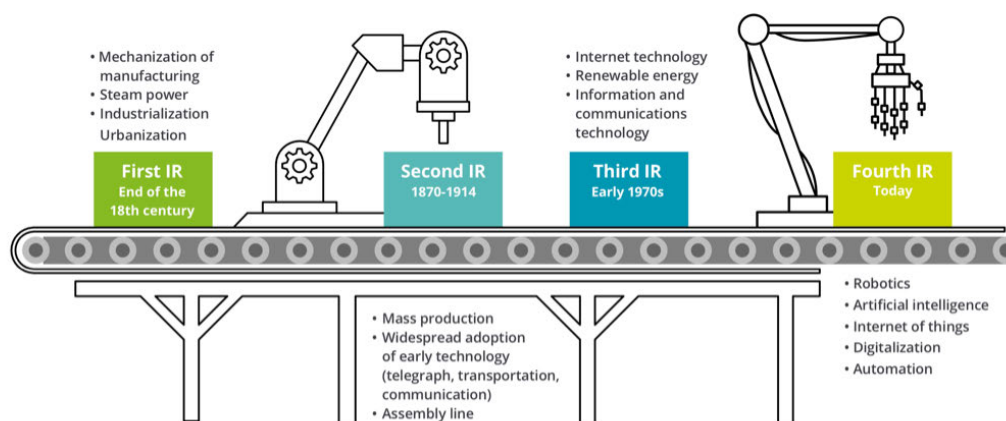 • Mechanization of
manufacturing
• Steam power
• Industrialization
Urbanization
First IR
End of the
18th century
Second IR
1870-1914
• Mass production
• Widespread adoption
of early technology
(telegraph, transportation,
communication)
• Assembly line
• Internet technology
• Renewable energy
• Information and
communications
technology
Third IR
Early 1970s
Fourth IR
Today
• Robotics
• Artificial intelligence
• Internet of things
• Digitalization
• Automation